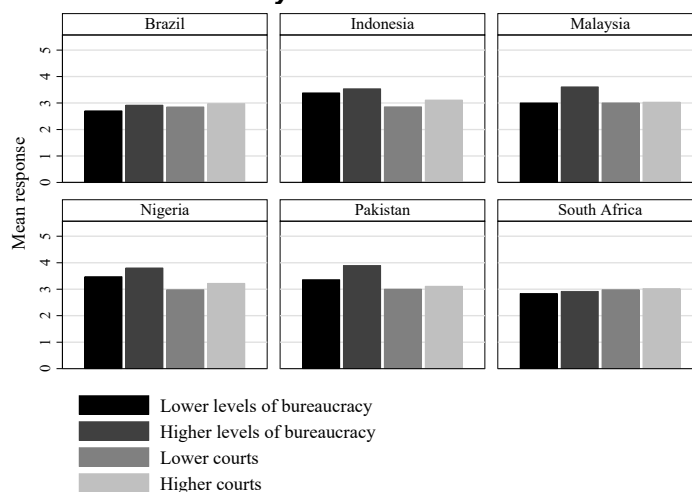 Brazil
Indonesia
Malaysia
5
4
3
2
1
0
Nigeria
Pakistan
South Africa
5
4
3
2
1
0
Mean response
Lower levels of bureaucracy
Higher levels of bureaucracy
Lower courts
Higher courts